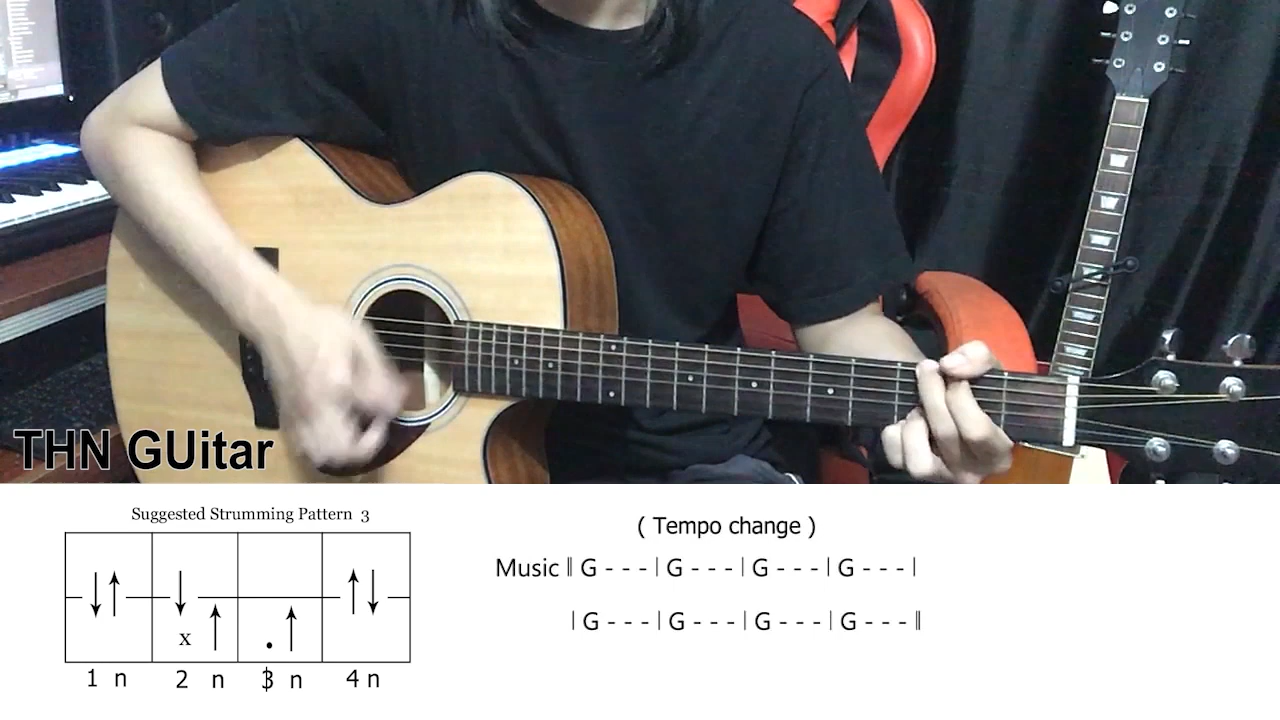 THN GUitar
Suggested Strumming Pattern 3
x
1 n 2 n 3 n 4 n
( Tempo change )
Music ‖ G - - - | G - - - | G - - - | G - - - |
| G - - - | G - - - | G - - - | G - - - ‖